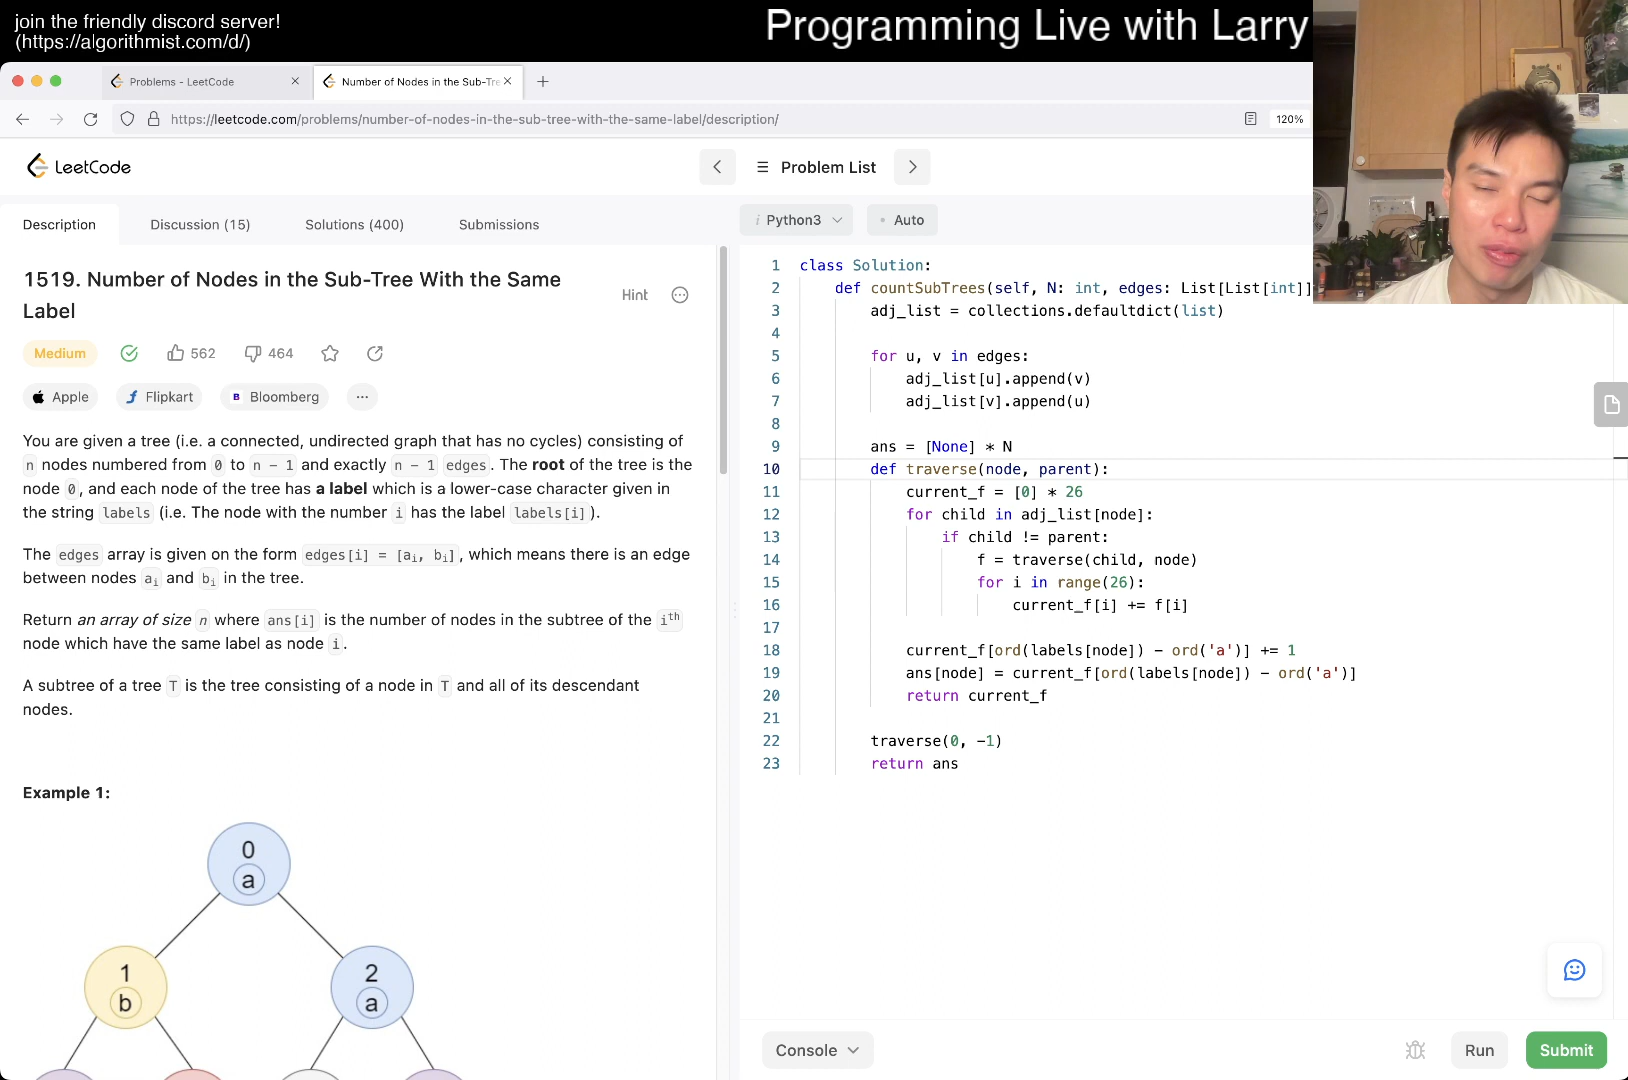 join the friendly discord server!
(https://algorithmist.com/d/)
Programming Live with Larry
Problems - LeetCode
Number of Nodes in the Sub-Tre
https://leetcode.com/problems/number-of-nodes-in-the-sub-tree-with-the-same-label/description/
120%
LeetCode
Problem List
Description
Discussion (15)
Solutions (400)
Submissions
Python3
Auto
1519. Number of Nodes in the Sub-Tree With the Same
Label
Hint
Medium
562
464
Apple
Flipkart
Bloomberg
You are given a tree (i.e. a connected, undirected graph that has no cycles) consisting of
n nodes numbered from 0 to n - 1 and exactly n - 1 edges. The root of the tree is the
node 0, and each node of the tree has a label which is a lower-case character given in
the string labels (i.e. The node with the number i has the label labels[i]).
The edges array is given on the form edges[i] = [ai, bi], which means there is an edge
between nodes ai and bi in the tree.
Return an array of size n where ans[i] is the number of nodes in the subtree of the ith
node which have the same label as node i.
A subtree of a tree T is the tree consisting of a node in T and all of its descendant
nodes.
Example 1:
0
a
1
b
2
a
1 class Solution:
2 def countSubTrees(self, N: int, edges: List[List[int]]
3 adj_list = collections.defaultdict(list)
4
5 for u, v in edges:
6 adj_list[u].append(v)
7 adj_list[v].append(u)
8
9 ans = [None] * N
10 def traverse(node, parent):
11 current_f = [0] * 26
12 for child in adj_list[node]:
13 if child != parent:
14 f = traverse(child, node)
15 for i in range(26):
16 current_f[i] += f[i]
17
18 current_f[ord(labels[node]) - ord('a')] += 1
19 ans[node] = current_f[ord(labels[node]) - ord('a')]
20 return current_f
21
22 traverse(0, -1)
23 return ans
Console
Run
Submit